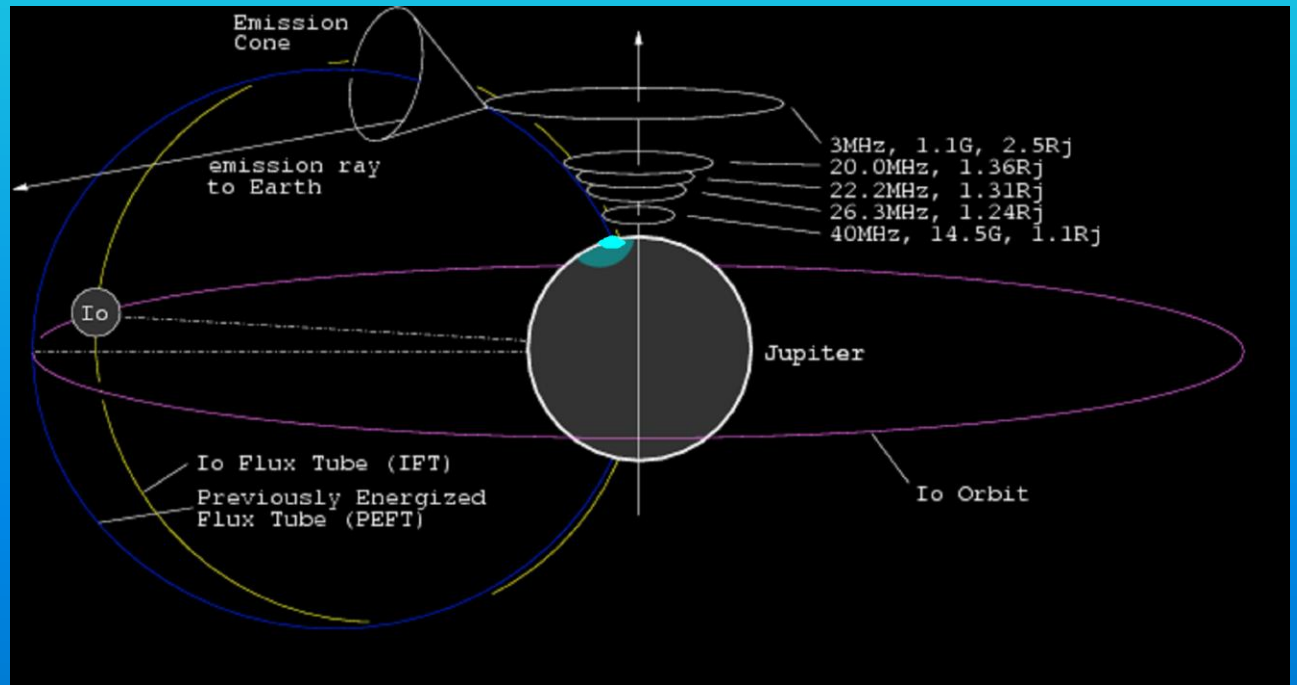 Emission
Cone
emission ray
to Earth
3MHz, 1.1G, 2.5Rj
20.0MHz, 1.36Rj
22.2MHz, 1.31Rj
26.3MHz, 1.24Rj
40MHz, 14.5G, 1.1Rj
Io
Jupiter
Io Flux Tube (IFT)
Previously Energized
Flux Tube (PEFT)
Io Orbit